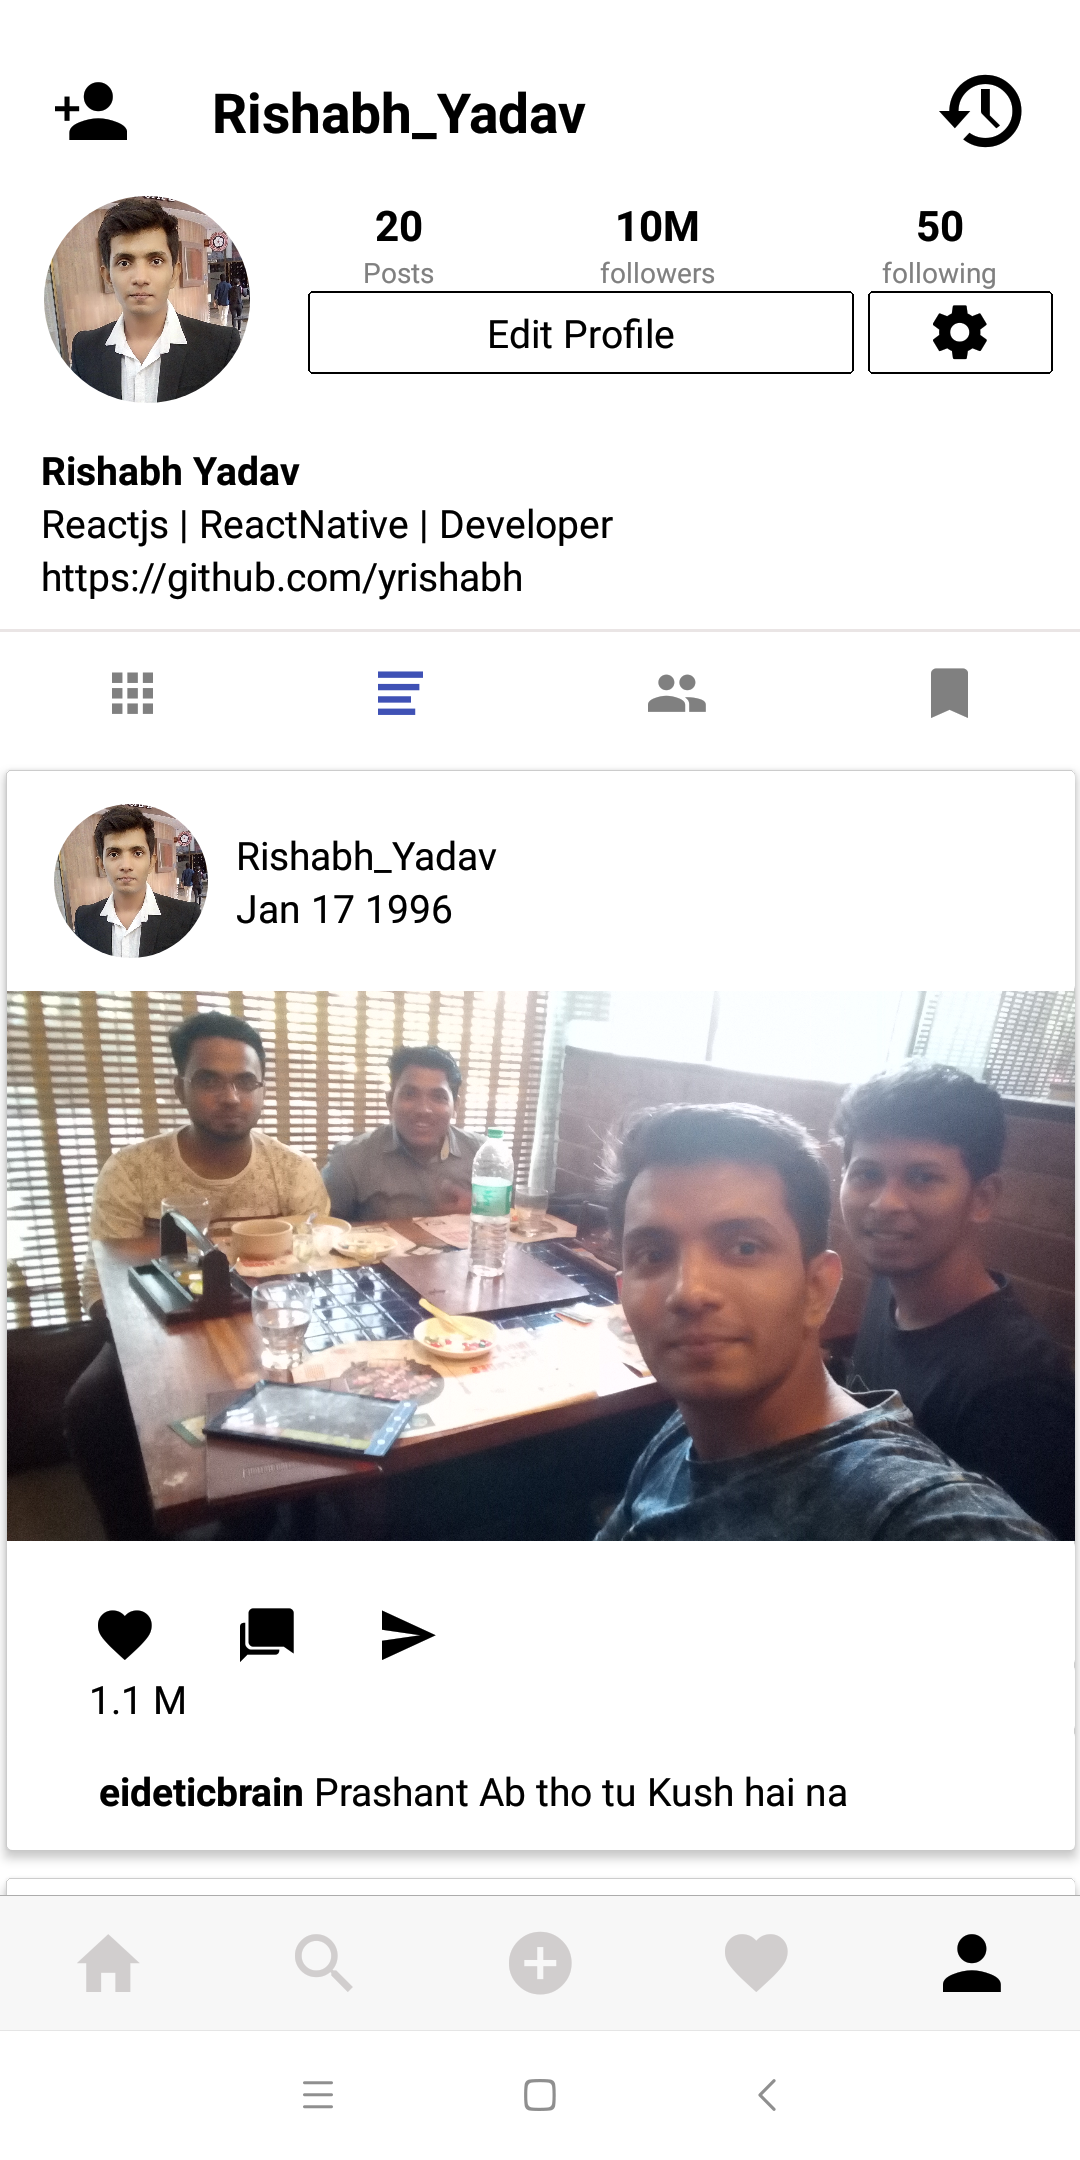 Rishabh_Yadav
20 10M 50
Posts followers following
Edit Profile
Rishabh Yadav
Reactjs | ReactNative | Developer
https://github.com/yrishabh
Rishabh_Yadav
Jan 17 1996
1.1 M
eideticbrain Prashant Ab tho tu Kush hai na